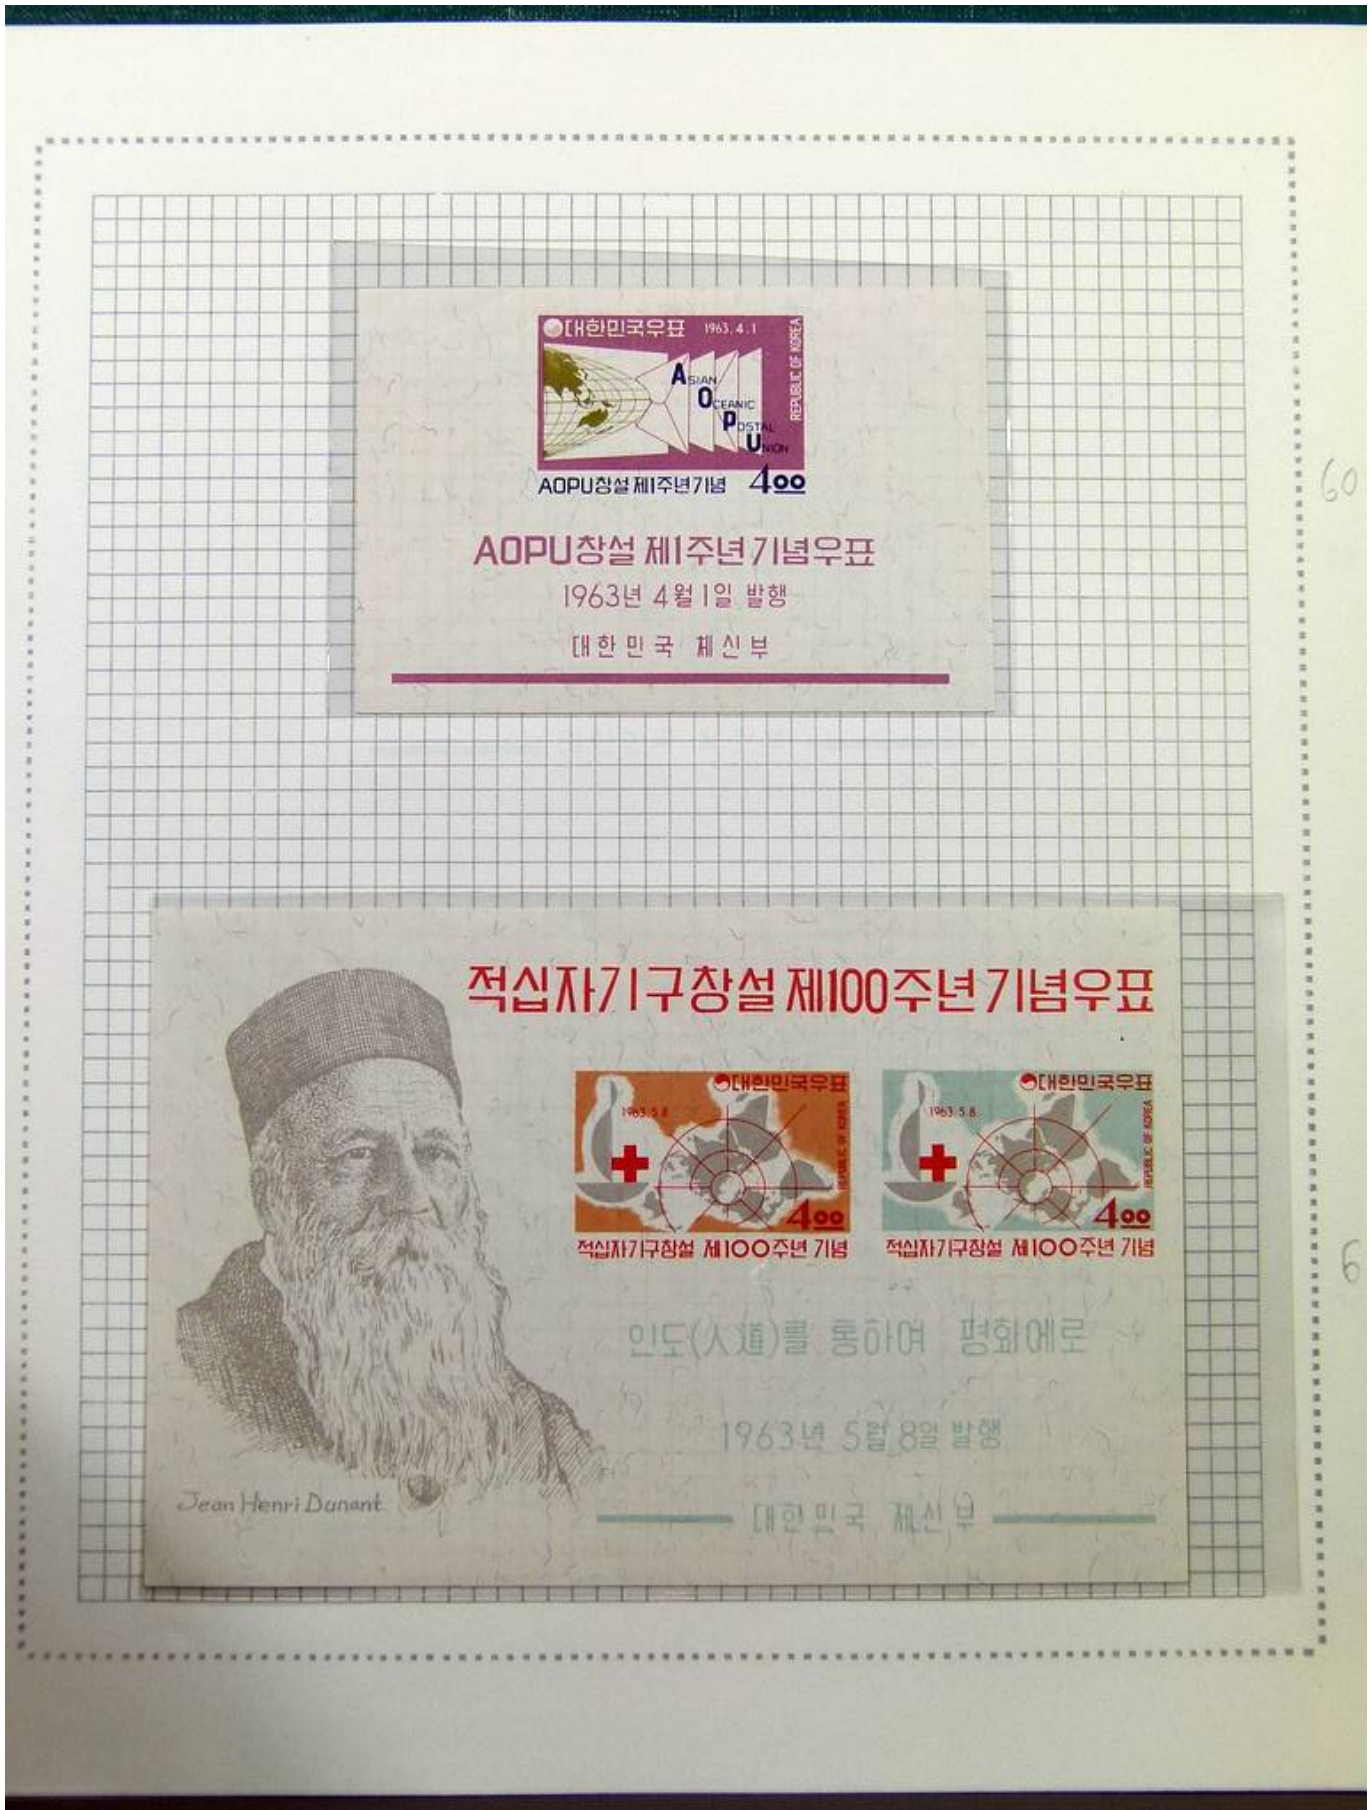 대한민국우표 1963.4.1
REPUBLIC OF KOREA
ASIAN
OCEANIC
POSTAL
UNION
AOPU창설 제1주년기념 4.00
AOPU창설 제1주년기념우표
1963년 4월 1일 발행
대한민국 체신부
60
적십자기구창설 제100주년기념우표
대한민국우표
1963.5.8
REPUBLIC OF KOREA
4.00
적십자기구창설 제100주년 기념
대한민국우표
1963.5.8
REPUBLIC OF KOREA
4.00
적십자기구창설 제100주년 기념
6
인도(人道)를 통하여 평화에로
1963년 5월 8일 발행
Jean Henri Dunant
대한민국 체신부